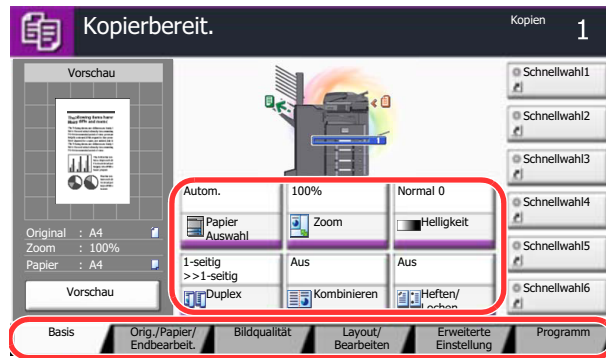 Kopierbereit.
Kopien 1
Vorschau
Original : A4
Zoom : 100%
Papier : A4
Vorschau
1
Autom.
Papier
Auswahl
100%
Zoom
Normal 0
Helligkeit
1-seitig
>>1-seitig
Duplex
Aus
Kombinieren
Aus
Heften/
Lochen
Schnellwahl1
Schnellwahl2
Schnellwahl3
Schnellwahl4
Schnellwahl5
Schnellwahl6
Basis
Orig./Papier/
Endbearbeit.
Bildqualität
Layout/
Bearbeiten
Erweiterte
Einstellung
Programm